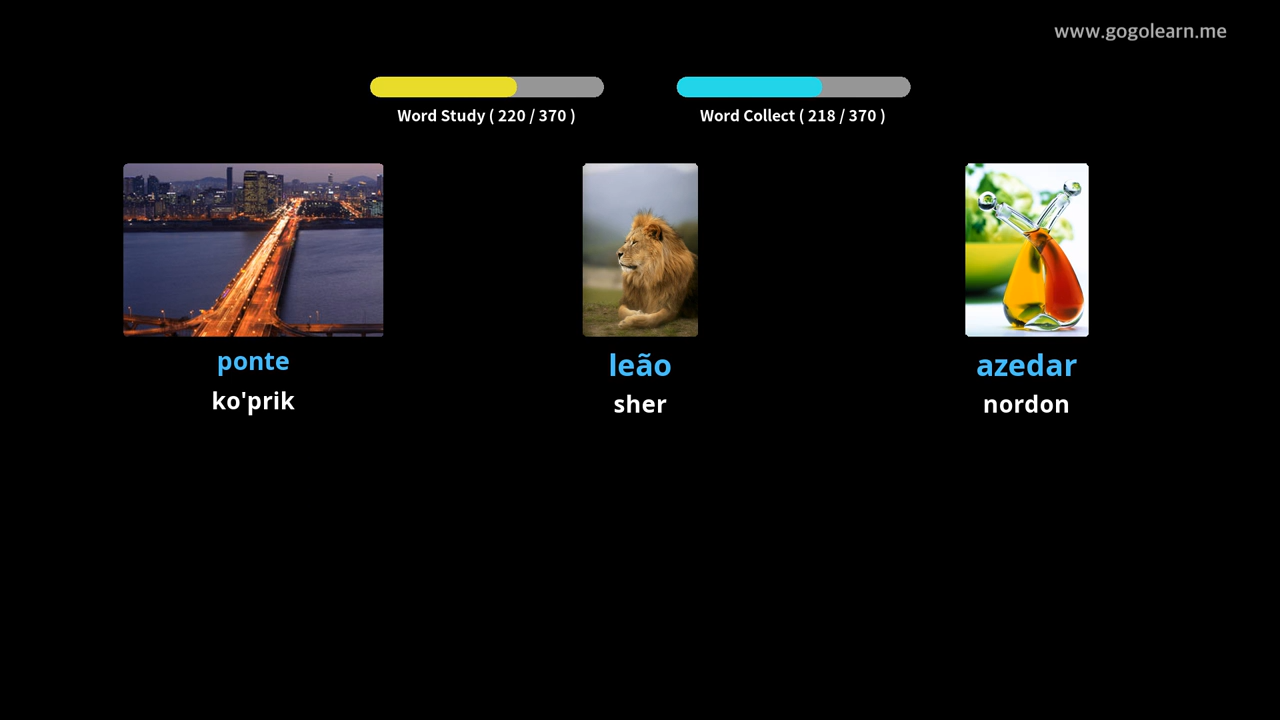 www.gogolearn.me
Word Study ( 220 / 370 )
Word Collect ( 218 / 370 )
ponte
ko'prik
leão
sher
azedar
nordon